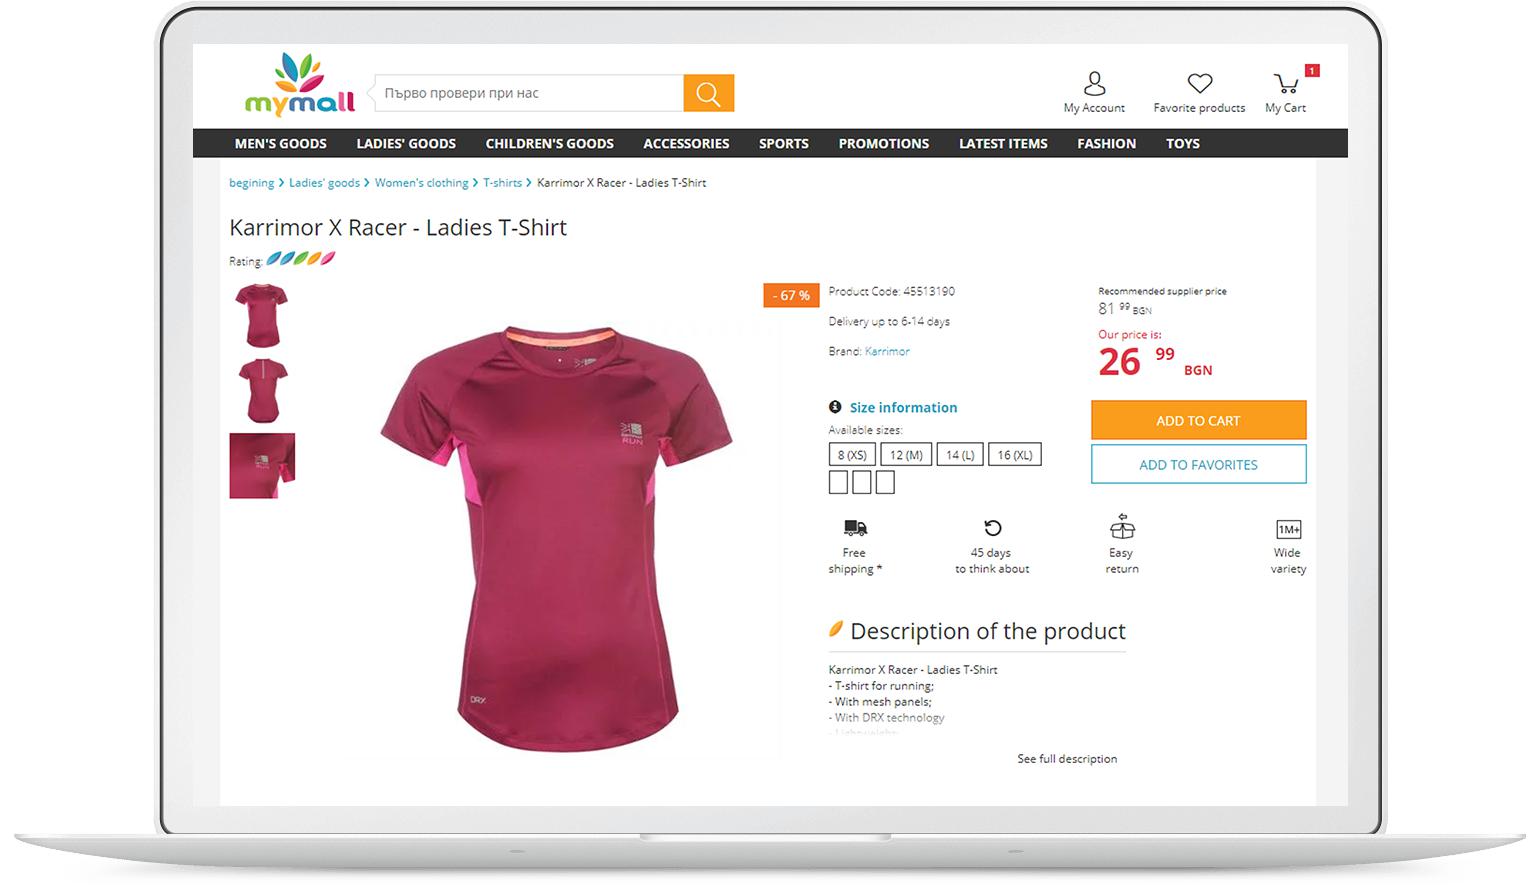 mymall
Първо провери при нас
1
My Account
Favorite products
My Cart
MEN'S GOODS
LADIES' GOODS
CHILDREN'S GOODS
ACCESSORIES
SPORTS
PROMOTIONS
LATEST ITEMS
FASHION
TOYS
begining > Ladies' goods > Women's clothing > T-shirts > Karrimor X Racer - Ladies T-Shirt
Karrimor X Racer - Ladies T-Shirt
Rating:
- 67 %
RUN
DRX
Product Code: 45513190
Delivery up to 6-14 days
Brand: Karrimor
Size information
Available sizes:
8 (XS)
12 (M)
14 (L)
16 (XL)
Recommended supplier price
81 99 BGN
Our price is:
26 99 BGN
ADD TO CART
ADD TO FAVORITES
Free
shipping *
45 days
to think about
Easy
return
1M+
Wide
variety
Description of the product
Karrimor X Racer - Ladies T-Shirt
- T-shirt for running;
- With mesh panels;
- With DRX technology
- Lightweight;
See full description